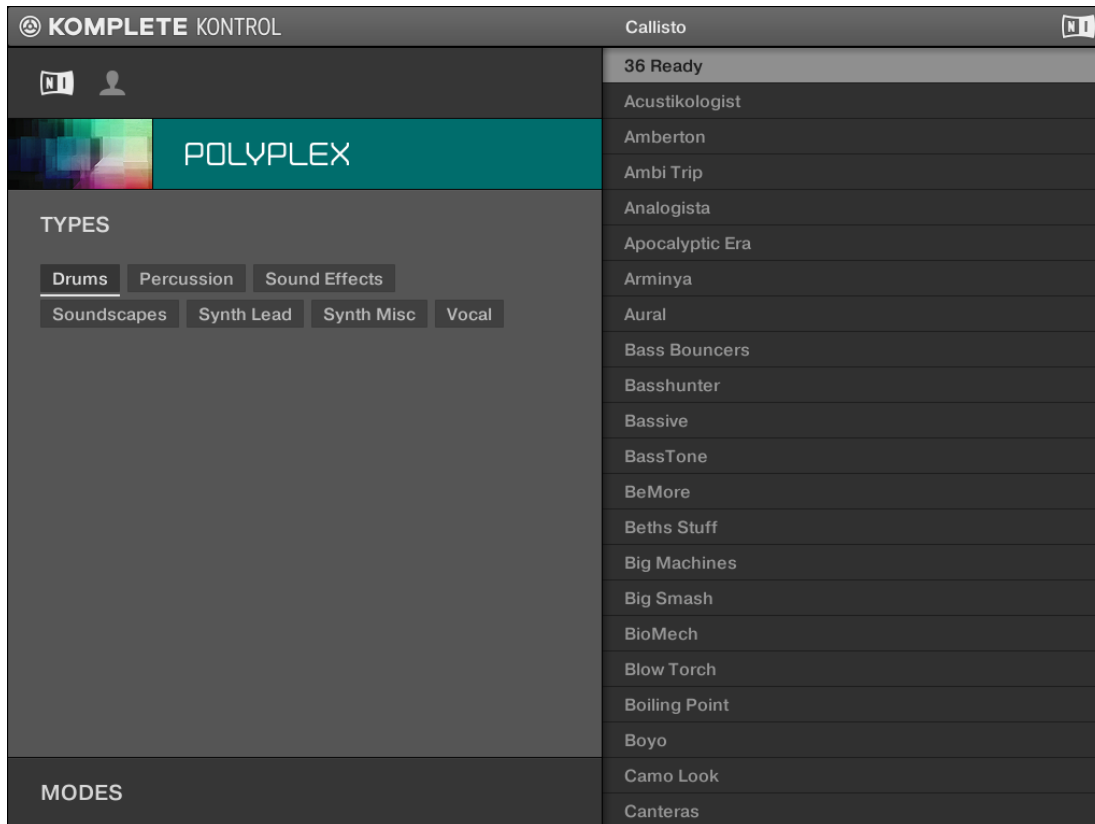 KOMPLETE KONTROL
Callisto
NI
NI
POLYPLEX
TYPES
Drums Percussion Sound Effects
Soundscapes Synth Lead Synth Misc Vocal
MODES
36 Ready
Acustikologist
Amberton
Ambi Trip
Analogista
Apocalyptic Era
Arminya
Aural
Bass Bouncers
Basshunter
Bassive
BassTone
BeMore
Beths Stuff
Big Machines
Big Smash
BioMech
Blow Torch
Boiling Point
Boyo
Camo Look
Canteras